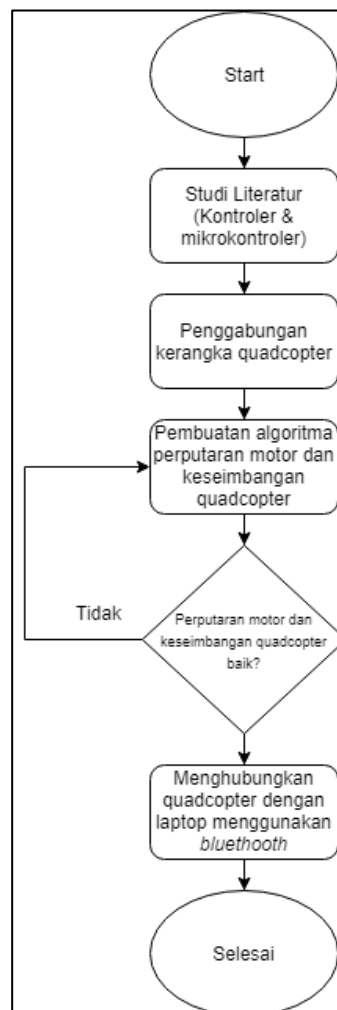 Start
Studi Literatur
(Kontroler &
mikrokontroler)
Penggabungan
kerangka quadcopter
Pembuatan algoritma
perputaran motor dan
keseimbangan
quadcopter
Tidak
Perputaran motor dan
keseimbangan quadcopter
baik?
Menghubungkan
quadcopter dengan
laptop menggunakan
bluethooth
Selesai